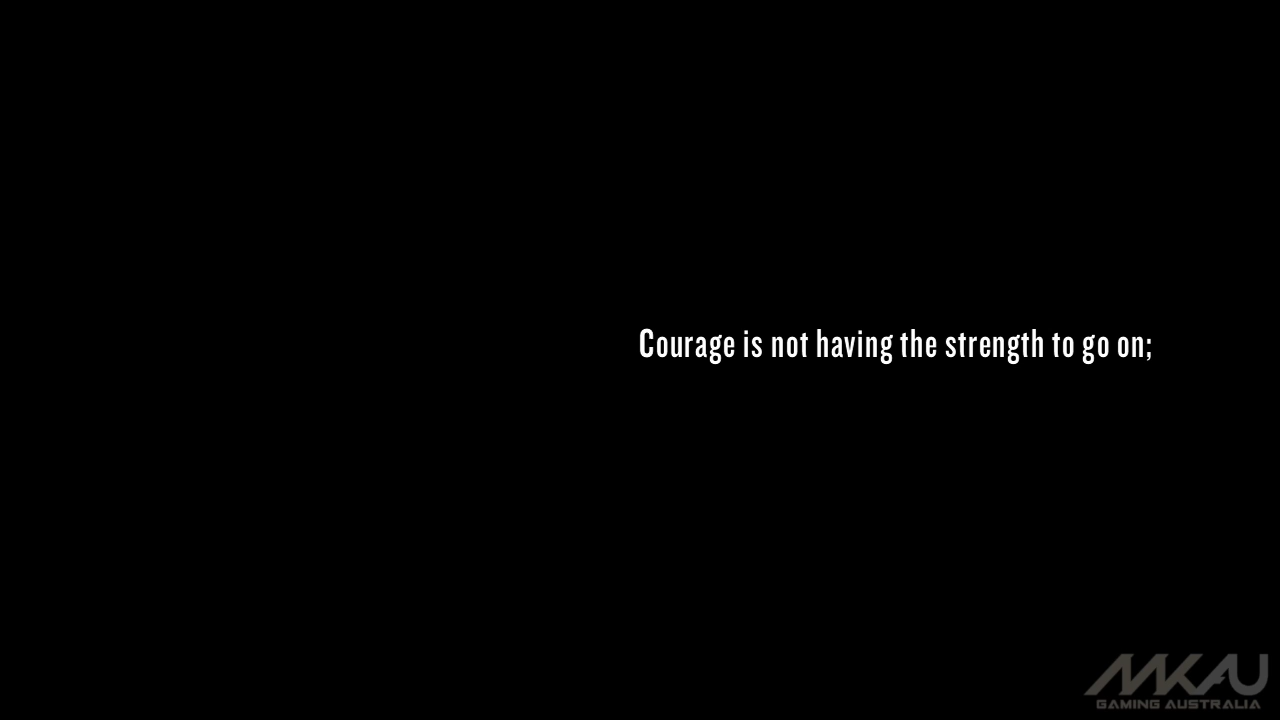 Courage is not having the strength to go on;
MKAU
GAMING AUSTRALIA